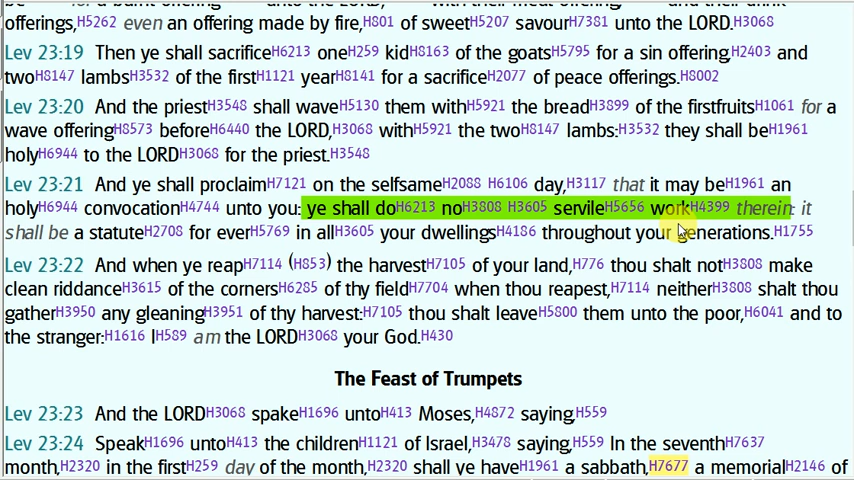 offerings,H5262 even an offering made by fire,H801 of sweetH5207 savourH7381 unto the LORD.H3068
Lev 23:19 Then ye shall sacrificeH6213 oneH259 kidH8163 of the goatsH5795 for a sin offering,H2403 and
twoH8147 lambsH3532 of the firstH1121 yearH8141 for a sacrificeH2077 of peace offerings.H8002
Lev 23:20 And the priestH3548 shall waveH5130 them withH5921 the breadH3899 of the firstfruitsH1061 for a
wave offeringH8573 beforeH6440 the LORD,H3068 withH5921 the twoH8147 lambs:H3532 they shall beH1961
holyH6944 to the LORDH3068 for the priest.H3548
Lev 23:21 And ye shall proclaimH7121 on the selfsameH2088 H6106 day,H3117 that it may beH1961 an
holyH6944 convocationH4744 unto you: ye shall doH6213 noH3808 H3605 servileH5656 workH4399 therein: it
shall be a statuteH2708 for everH5769 in allH3605 your dwellingsH4186 throughout your generations.H1755
Lev 23:22 And when ye reapH7114 (H853) the harvestH7105 of your land,H776 thou shalt notH3808 make
clean riddanceH3615 of the cornersH6285 of thy fieldH7704 when thou reapest,H7114 neitherH3808 shalt thou
gatherH3950 any gleaningH3951 of thy harvest:H7105 thou shalt leaveH5800 them unto the poor,H6041 and to
the stranger:H1616 IH589 am the LORDH3068 your God.H430
The Feast of Trumpets
Lev 23:23 And the LORDH3068 spakeH1696 untoH413 Moses,H4872 saying,H559
Lev 23:24 SpeakH1696 untoH413 the childrenH1121 of Israel,H3478 saying,H559 In the seventhH7637
month,H2320 in the firstH259 day of the month,H2320 shall ye haveH1961 a sabbath,H7677 a memorialH2146 of